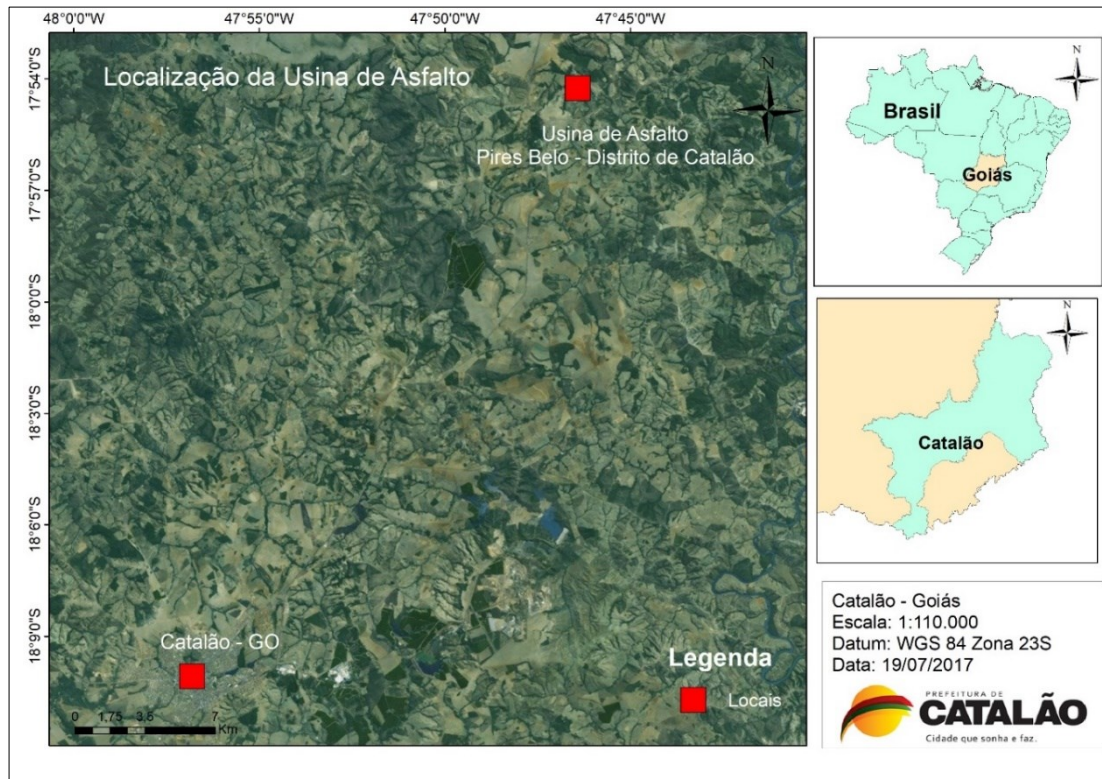 48°0'0"W
47°55'0"W
47°50'0"W
47°45'0"W
17°54'0"S
17°57'0"S
18°0'0"S
18°3'0"S
18°6'0"S
18°9'0"S
Localização da Usina de Asfalto
N
Usina de Asfalto
Pires Belo - Distrito de Catalão
Catalão - GO
0 1,75 3,5 7
Km
Legenda
Locais
N
Brasil
Goiás
N
Catalão
Catalão - Goiás
Escala: 1:110.000
Datum: WGS 84 Zona 23S
Data: 19/07/2017
PREFEITURA DE
CATALÃO
Cidade que sonha e faz.